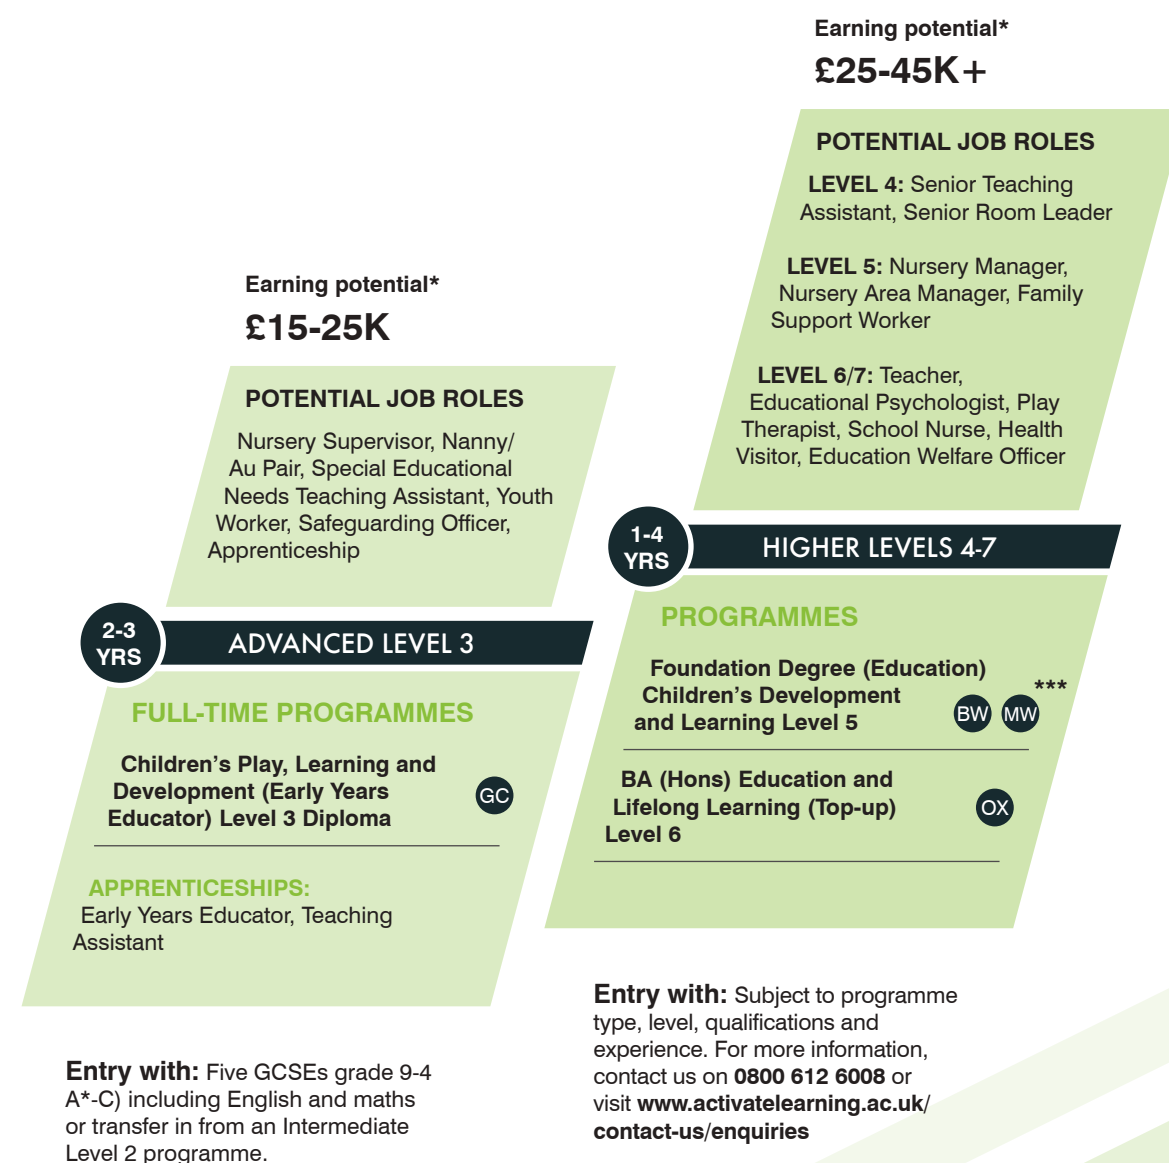 Earning potential*
£15-25K
POTENTIAL JOB ROLES
Nursery Supervisor, Nanny/
Au Pair, Special Educational
Needs Teaching Assistant, Youth
Worker, Safeguarding Officer,
Apprenticeship
2-3
YRS
ADVANCED LEVEL 3
FULL-TIME PROGRAMMES
Children's Play, Learning and
Development (Early Years
Educator) Level 3 Diploma
GC
APPRENTICESHIPS:
Early Years Educator, Teaching
Assistant
Entry with: Five GCSEs grade 9-4
A*-C) including English and maths
or transfer in from an Intermediate
Level 2 programme.
Earning potential*
£25-45K+
POTENTIAL JOB ROLES
LEVEL 4: Senior Teaching
Assistant, Senior Room Leader
LEVEL 5: Nursery Manager,
Nursery Area Manager, Family
Support Worker
LEVEL 6/7: Teacher,
Educational Psychologist, Play
Therapist, School Nurse, Health
Visitor, Education Welfare Officer
1-4
YRS
HIGHER LEVELS 4-7
PROGRAMMES
Foundation Degree (Education)
Children's Development
and Learning Level 5
BW MW ***
BA (Hons) Education and
Lifelong Learning (Top-up)
Level 6
OX
Entry with: Subject to programme
type, level, qualifications and
experience. For more information,
contact us on 0800 612 6008 or
visit www.activatelearning.ac.uk/
contact-us/enquiries